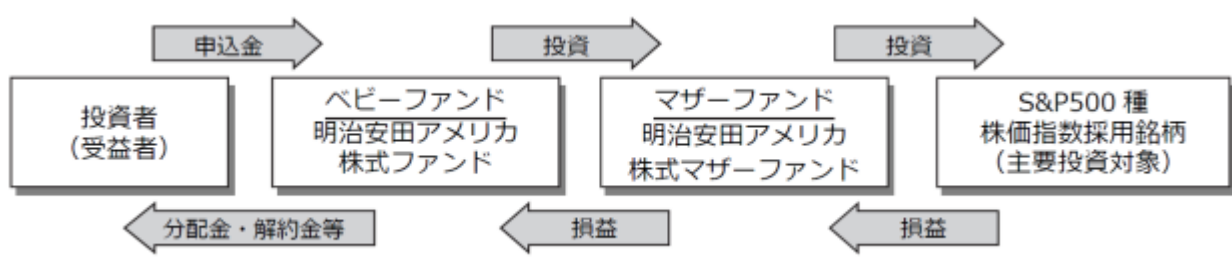 申込金
投資
投資
投資者
（受益者）
ベビーファンド
明治安田アメリカ
株式ファンド
マザーファンド
明治安田アメリカ
株式マザーファンド
S&P500 種
株価指数採用銘柄
（主要投資対象）
分配金・解約金等
損益
損益